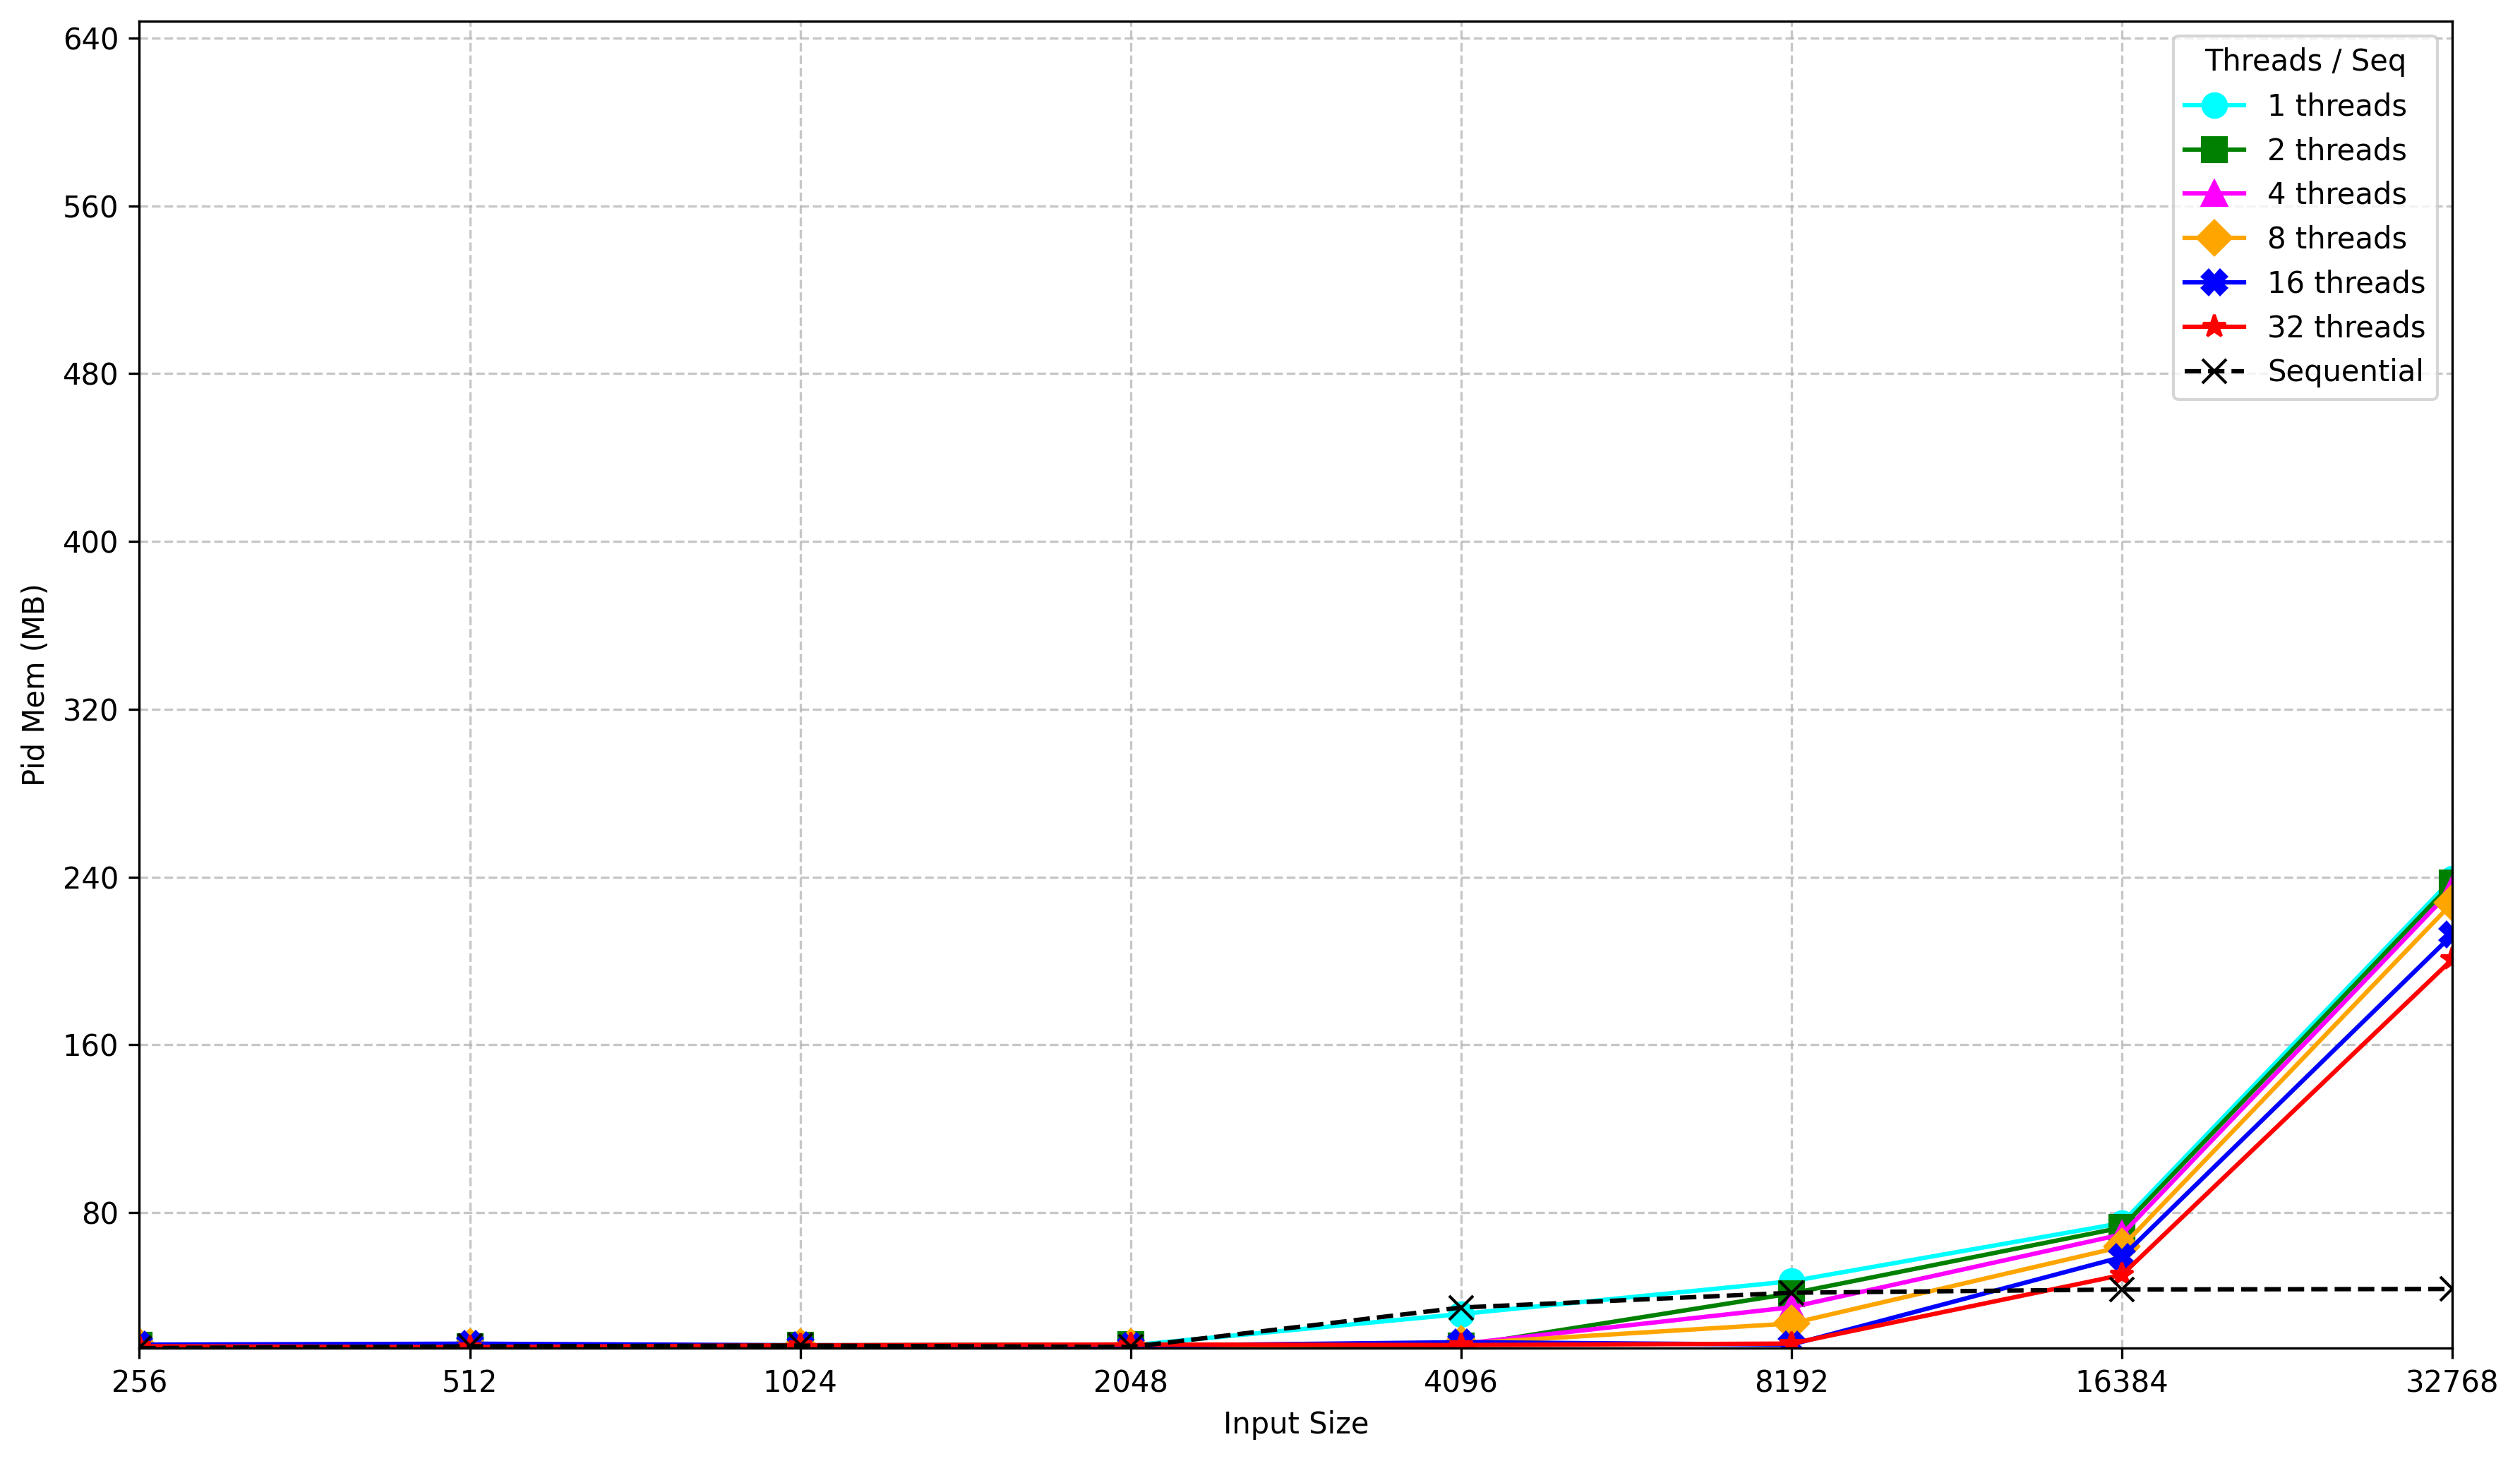 640
560
480
400
320
240
160
80
Pid Mem (MB)
Threads / Seq
1 threads
2 threads
4 threads
8 threads
16 threads
32 threads
Sequential
256 512 1024 2048 4096 8192 16384 32768
Input Size